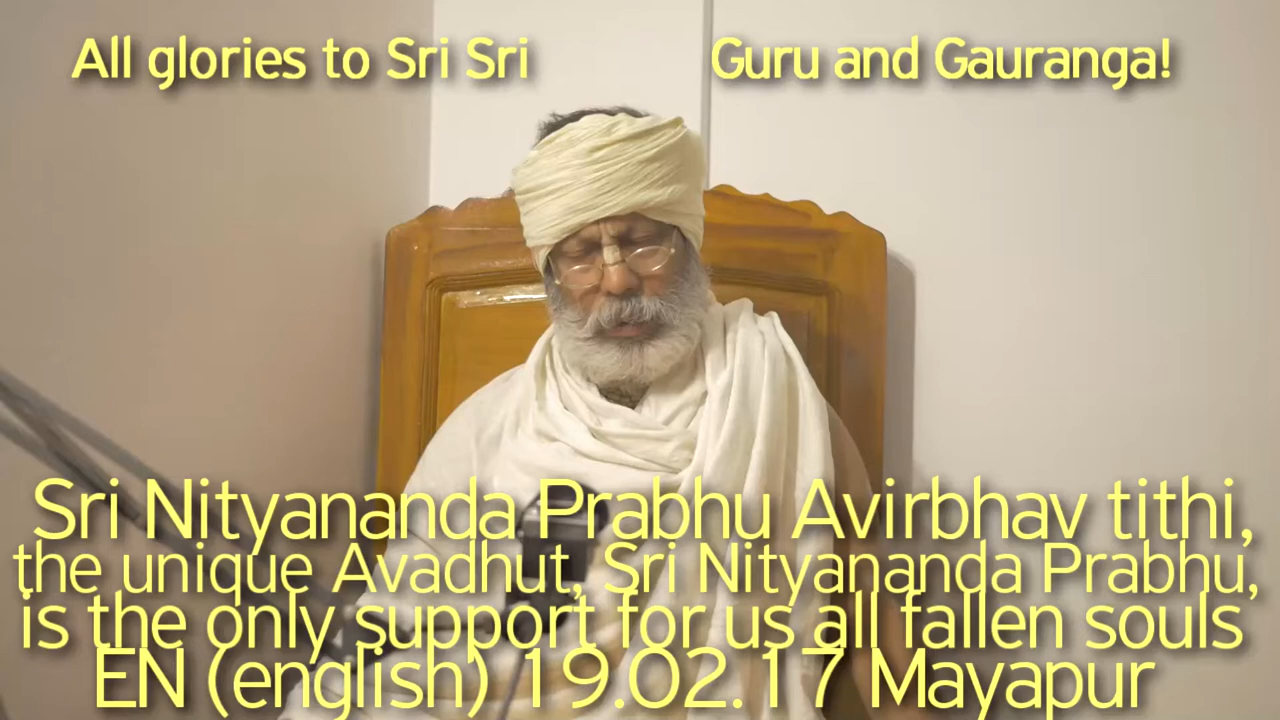 All glories to Sri Sri Guru and Gauranga!
Sri Nityananda Prabhu Avirbhav tithi,
the unique Avadhut, Sri Nityananda Prabhu,
is the only support for us all fallen souls
EN (english) 19.02.17 Mayapur